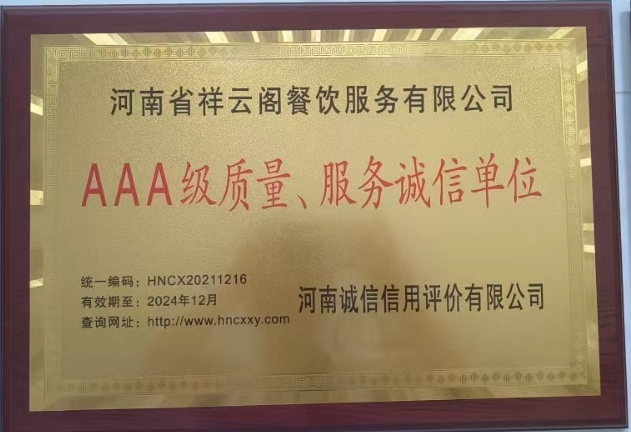 河南省祥云阁餐饮服务有限公司
AAA级质量、服务诚信单位
统一编码：HNCX20211216
有效期至：2024年12月
查询网址：http://www.hncxxy.com
河南诚信信用评价有限公司